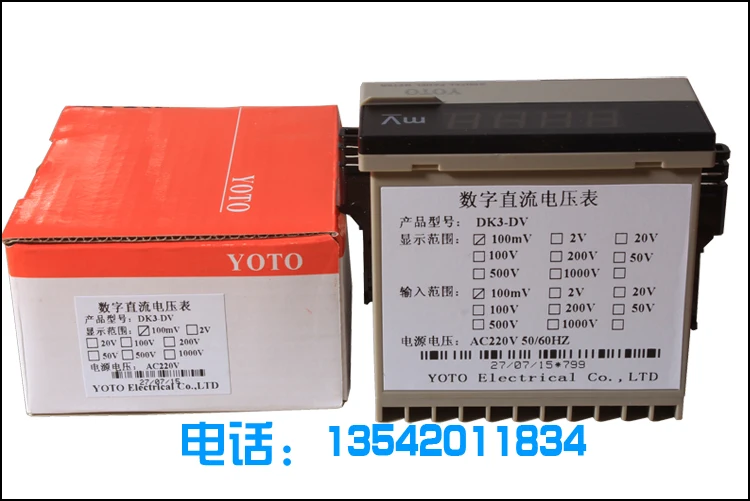 YOTO
YOTO
数字直流电压表
产品型号: DK3-DV
显示范围: ☑100mV □2V
□20V □100V □200V
□50V □500V □1000V
电源电压: AC220V
27/07/15
YOTO Electrical Co.,LTD
YOTO
mV
数字直流电压表
产品型号: DK3-DV
显示范围: ☑100mV □2V □20V
□100V □200V □50V
□500V □1000V □
输入范围: ☑100mV □2V □20V
□100V □200V □50V
□500V □1000V □
电源电压: AC220V 50/60HZ
27/07/15*799
YOTO Electrical Co.,LTD
电话：13542011834